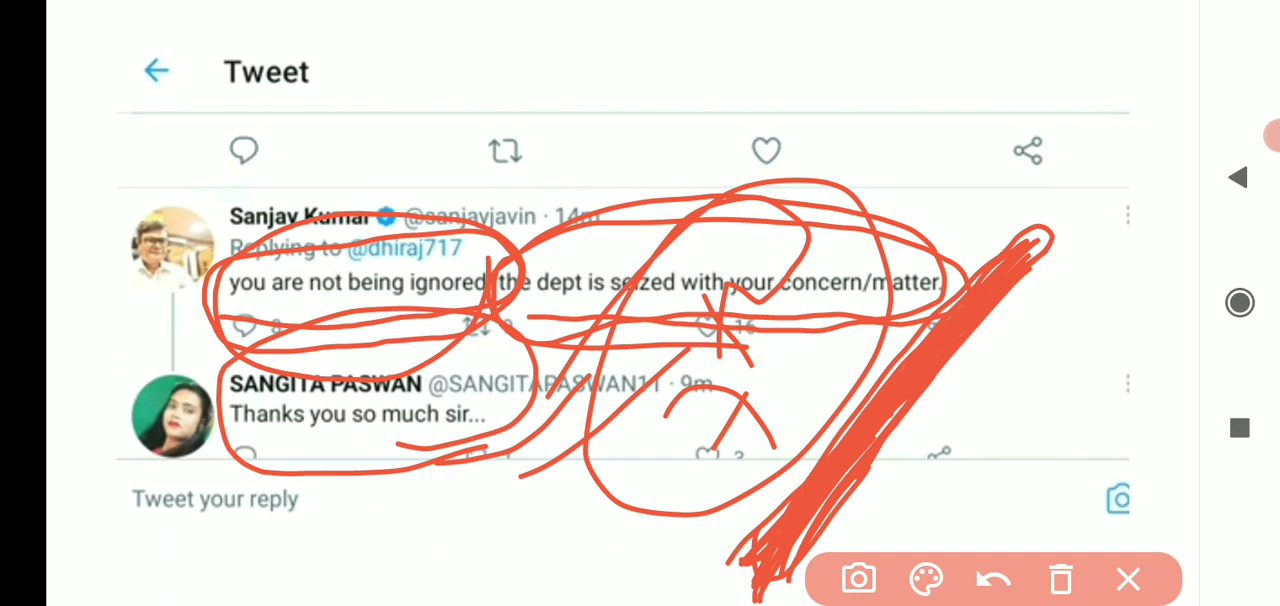 Tweet
Sanjay Kumar @sanjayjavin · 14m
Replying to @dhiraj717
you are not being ignored, the dept is seized with your concern/matter.
16
SANGITA PASWAN @SANGITAPASWAN11 · 9m
Thanks you so much sir...
Tweet your reply